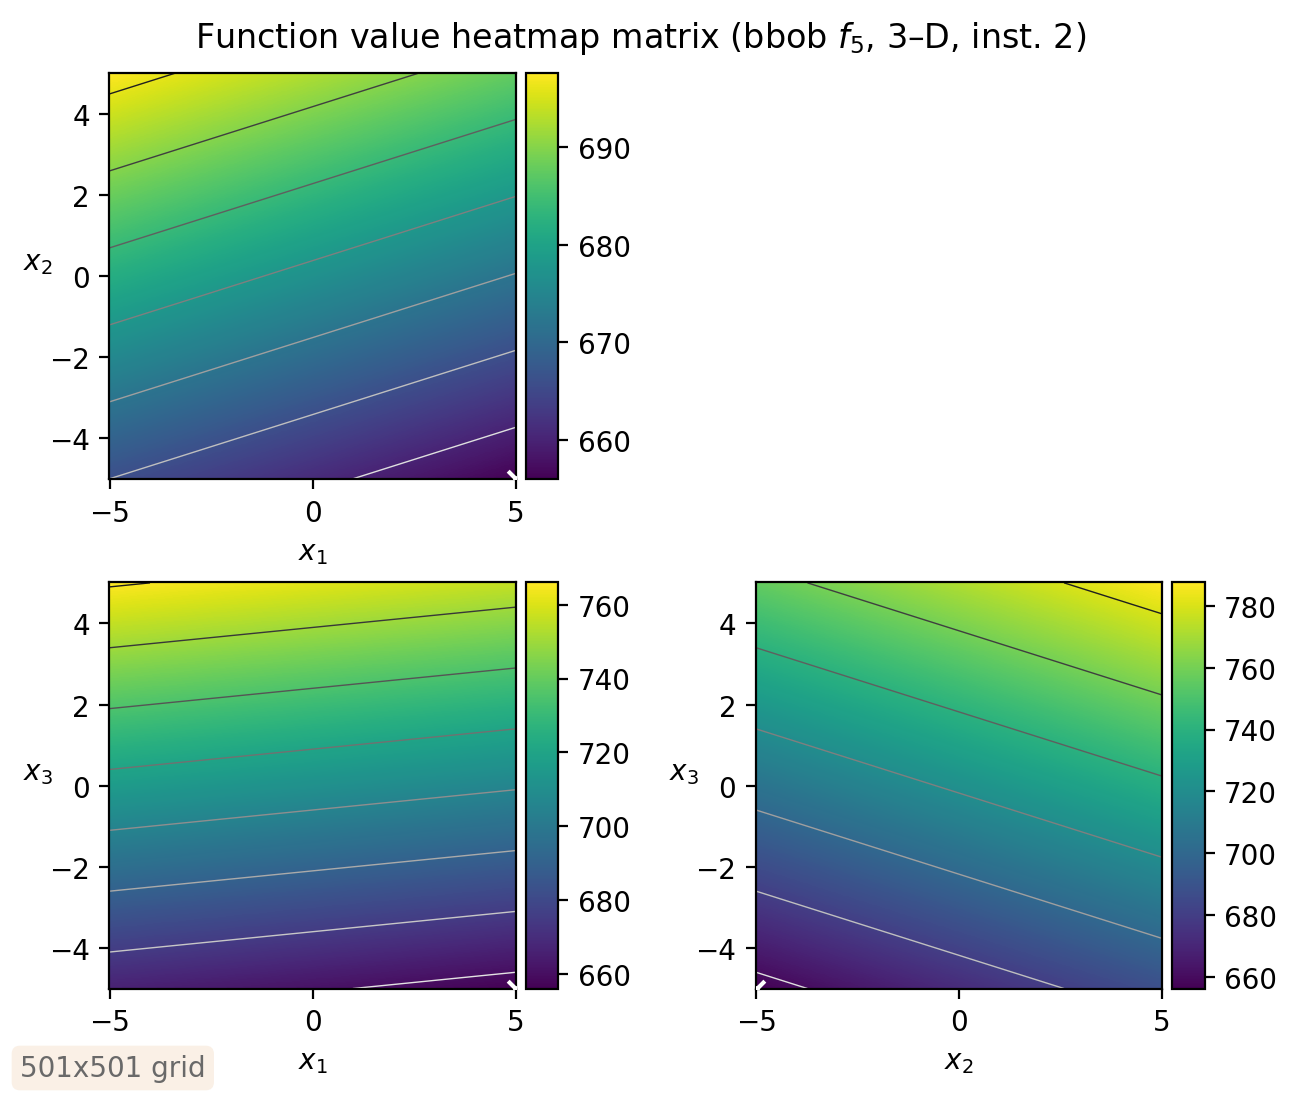 Function value heatmap matrix (bbob f₅, 3–D, inst. 2)
4
2
0
−2
−4
x₂
−5 0 5
x₁
690
680
670
660
4
2
0
−2
−4
x₃
−5 0 5
x₁
760
740
720
700
680
660
4
2
0
−2
−4
x₃
−5 0 5
x₂
780
760
740
720
700
680
660
501x501 grid